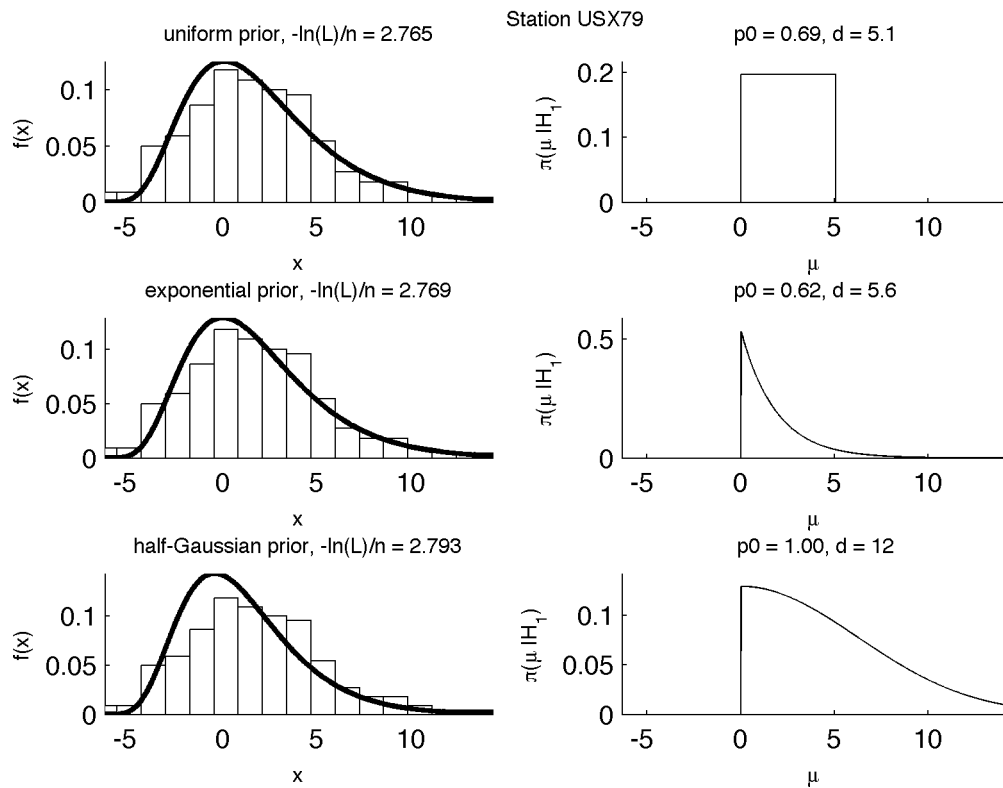 Station USX79
uniform prior, -ln(L)/n = 2.765
f(x)
0.1
0.05
0
-5 0 5 10
x
p0 = 0.69, d = 5.1
π(μ |H₁)
0.2
0.1
0
-5 0 5 10
μ
exponential prior, -ln(L)/n = 2.769
f(x)
0.1
0.05
0
-5 0 5 10
x
p0 = 0.62, d = 5.6
π(μ |H₁)
0.5
0
-5 0 5 10
μ
half-Gaussian prior, -ln(L)/n = 2.793
f(x)
0.1
0.05
0
-5 0 5 10
x
p0 = 1.00, d = 12
π(μ |H₁)
0.1
0.05
0
-5 0 5 10
μ